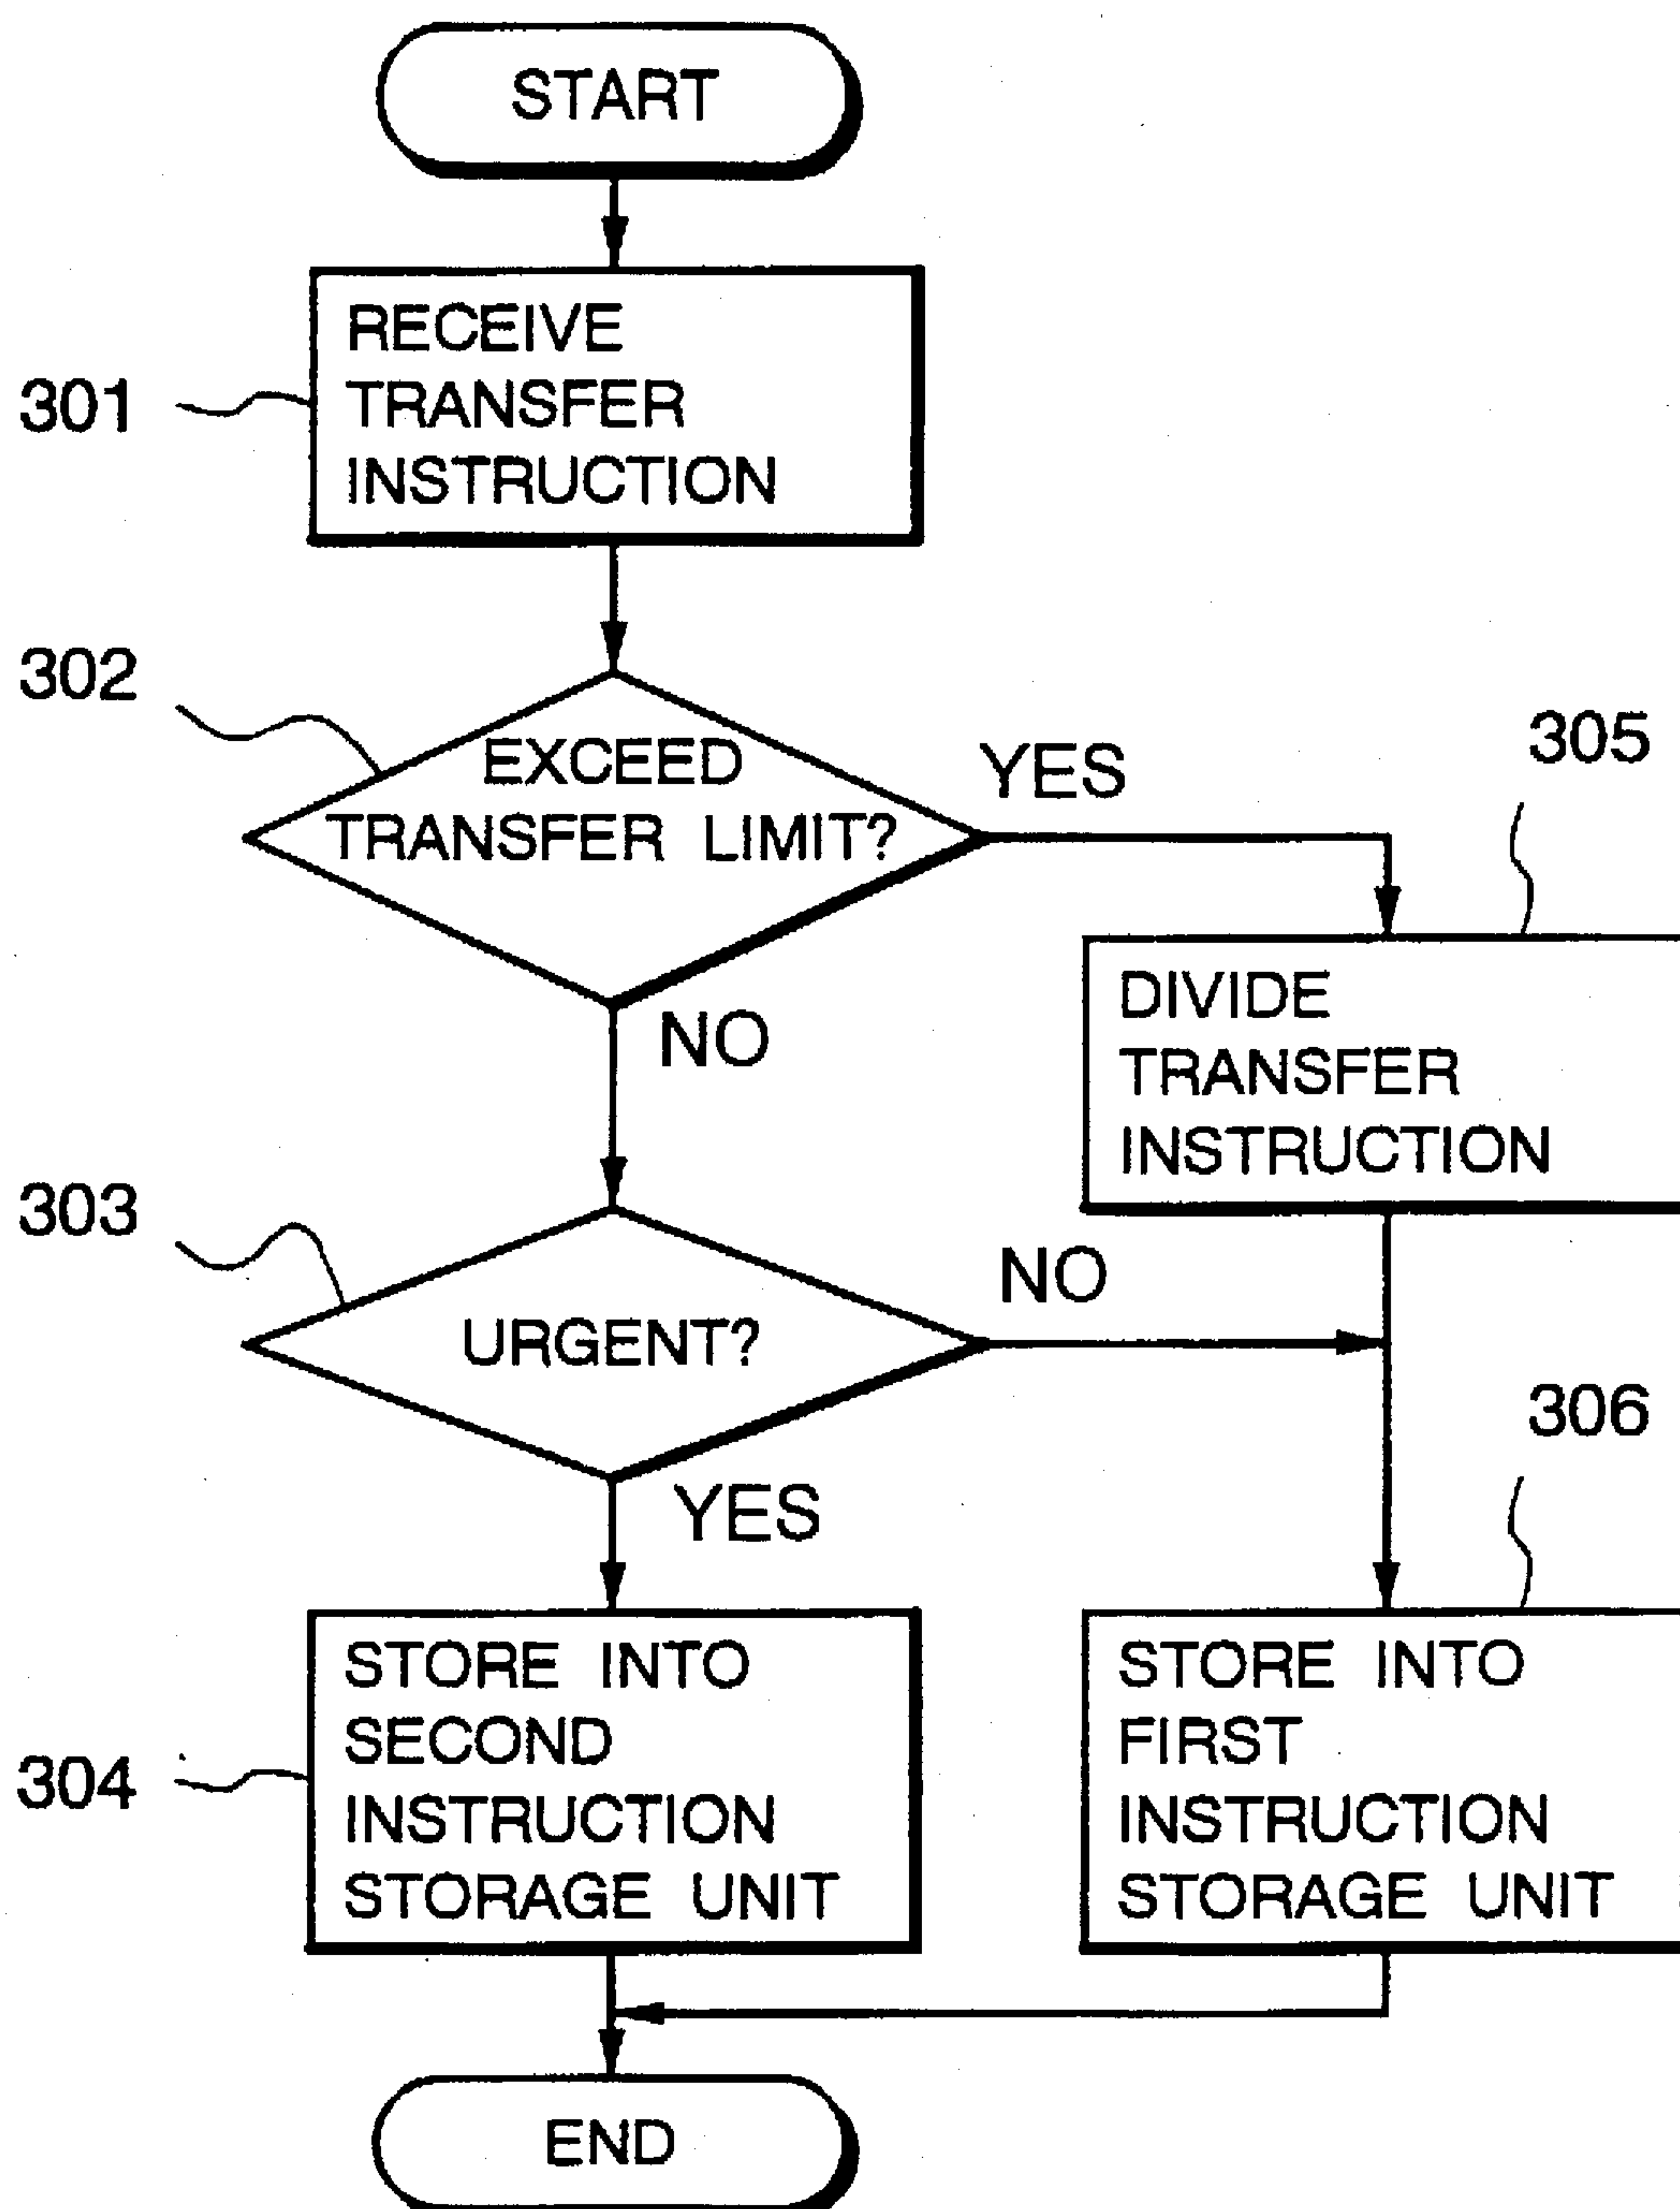 START
301
RECEIVE
TRANSFER
INSTRUCTION
302
EXCEED
TRANSFER LIMIT?
YES
NO
305
DIVIDE
TRANSFER
INSTRUCTION
303
URGENT?
NO
YES
304
STORE INTO
SECOND
INSTRUCTION
STORAGE UNIT
306
STORE INTO
FIRST
INSTRUCTION
STORAGE UNIT
END